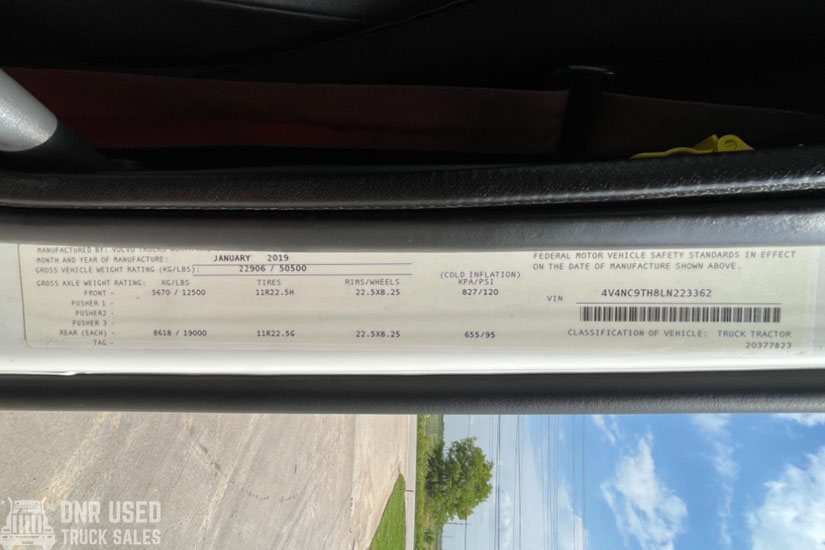 MANUFACTURED BY: VOLVO TRUCKS
MONTH AND YEAR OF MANUFACTURE: JANUARY 2019
GROSS VEHICLE WEIGHT RATING (KG/LBS): 22906 / 50500
GROSS AXLE WEIGHT RATING: KG/LBS TIRES RIMS/WHEELS (COLD INFLATION) KPA/PSI
FRONT - 5670 / 12500 11R22.5H 22.5X8.25 827/120
PUSHER 1 -
PUSHER2 -
PUSHER 3 -
REAR (EACH) - 8618 / 19000 11R22.5G 22.5X8.25 655/95
TAG -
FEDERAL MOTOR VEHICLE SAFETY STANDARDS IN EFFECT
ON THE DATE OF MANUFACTURE SHOWN ABOVE.
VIN 4V4NC9TH8LN223362
CLASSIFICATION OF VEHICLE: TRUCK TRACTOR
20377823
DNR USED
TRUCK SALES